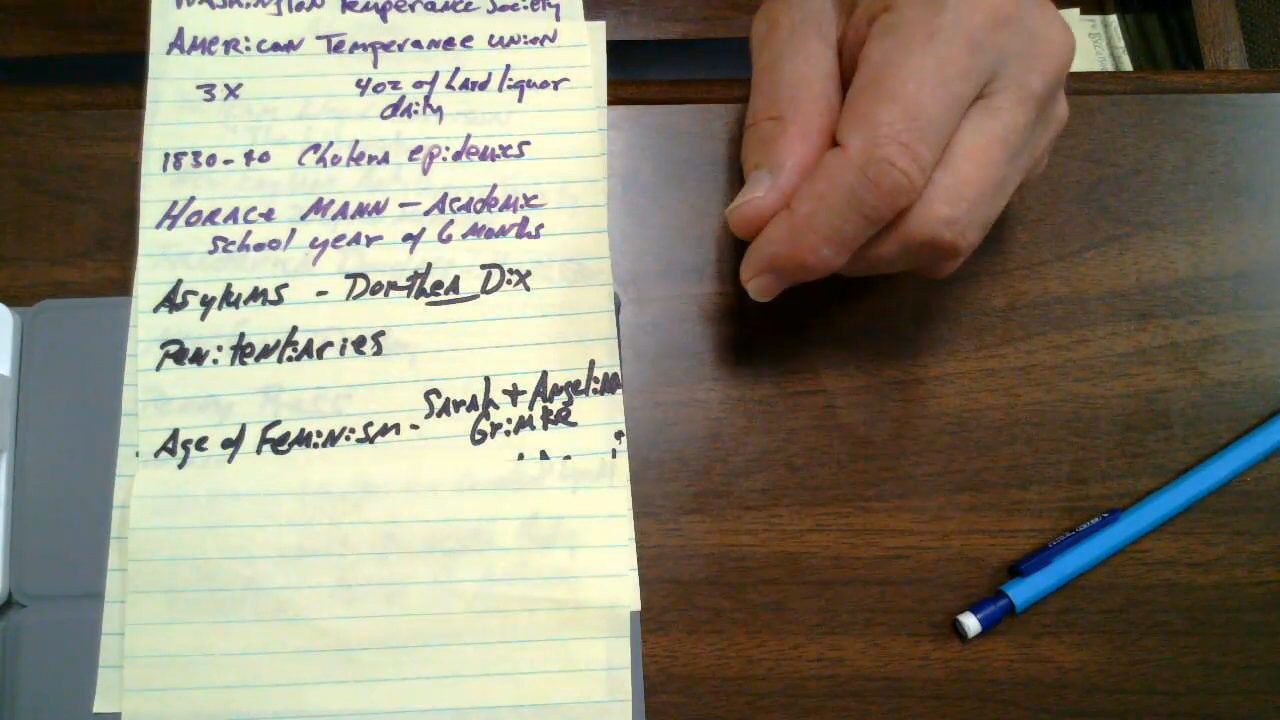 Washington Temperance Society
American Temperance Union
3X 4oz of hard liquor
daily
1830-40 Cholera epidemics
Horace Mann - Academic
school year of 6 months
Asylums - Dorthea Dix
Penitentiaries
Sarah + Angelina
Age of Feminism - Grimke